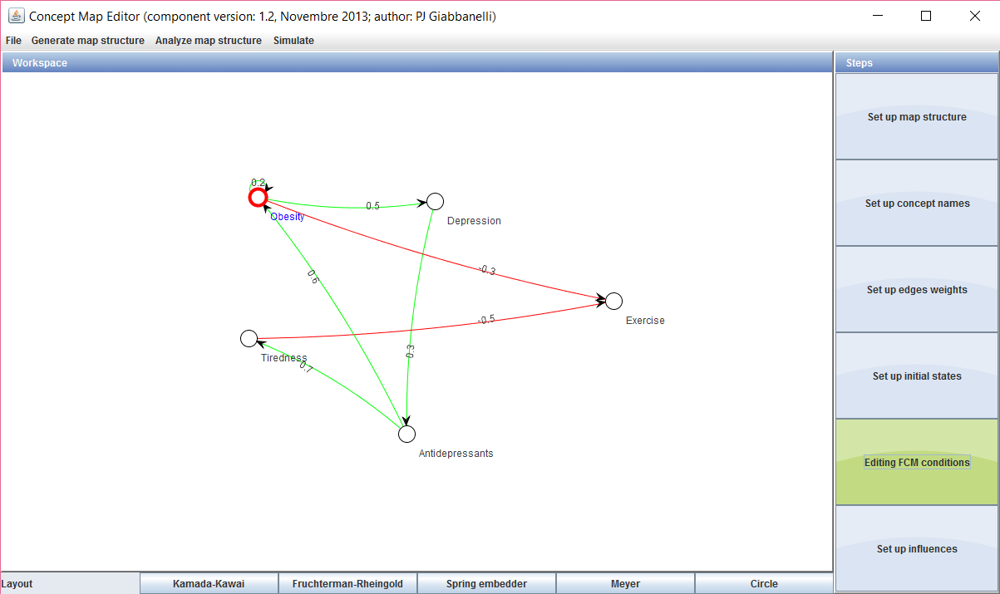 Concept Map Editor (component version: 1.2, Novembre 2013; author: PJ Giabbanelli)
File Generate map structure Analyze map structure Simulate
Workspace
Steps
Set up map structure
Set up concept names
Set up edges weights
Set up initial states
Editing FCM conditions
Set up influences
0.2
Obesity
0.5
Depression
-0.3
0.6
Exercise
-0.5
Tiredness
0.7
0.3
Antidepressants
Layout
Kamada-Kawai
Fruchterman-Rheingold
Spring embedder
Meyer
Circle